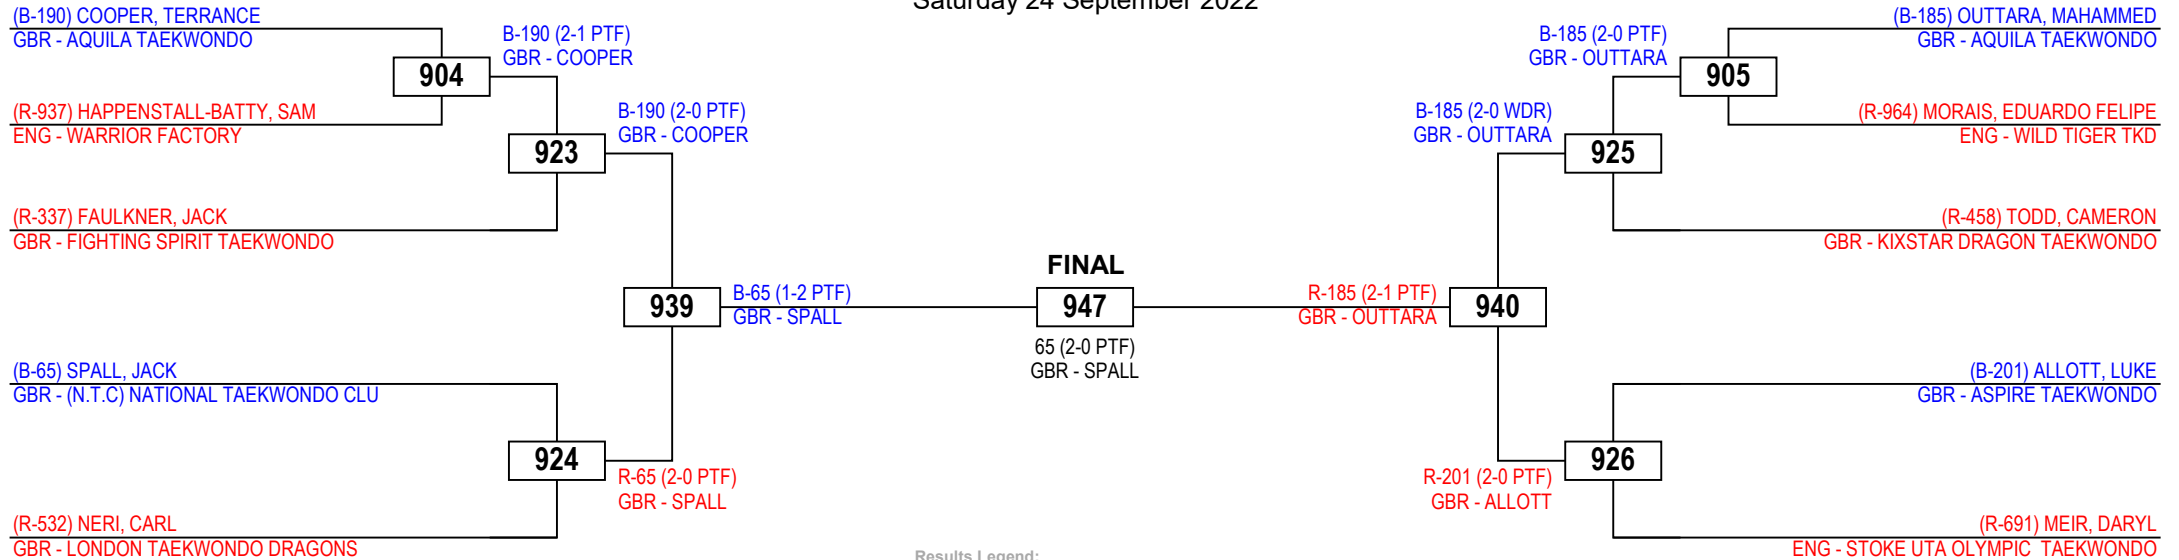 Saturday 24 September 2022
(B-190) COOPER, TERRANCE
GBR - AQUILA TAEKWONDO
904
B-190 (2-1 PTF)
GBR - COOPER
(R-937) HAPPENSTALL-BATTY, SAM
ENG - WARRIOR FACTORY
923
B-190 (2-0 PTF)
GBR - COOPER
(R-337) FAULKNER, JACK
GBR - FIGHTING SPIRIT TAEKWONDO
939
B-65 (1-2 PTF)
GBR - SPALL
(B-65) SPALL, JACK
GBR - (N.T.C) NATIONAL TAEKWONDO CLU
924
R-65 (2-0 PTF)
GBR - SPALL
(R-532) NERI, CARL
GBR - LONDON TAEKWONDO DRAGONS
FINAL
947
65 (2-0 PTF)
GBR - SPALL
(B-185) OUTTARA, MAHAMMED
GBR - AQUILA TAEKWONDO
B-185 (2-0 PTF)
GBR - OUTTARA
905
(R-964) MORAIS, EDUARDO FELIPE
ENG - WILD TIGER TKD
B-185 (2-0 WDR)
GBR - OUTTARA
925
(R-458) TODD, CAMERON
GBR - KIXSTAR DRAGON TAEKWONDO
R-185 (2-1 PTF)
GBR - OUTTARA
940
(B-201) ALLOTT, LUKE
GBR - ASPIRE TAEKWONDO
R-201 (2-0 PTF)
GBR - ALLOTT
926
(R-691) MEIR, DARYL
ENG - STOKE UTA OLYMPIC  TAEKWONDO
Results Legend: